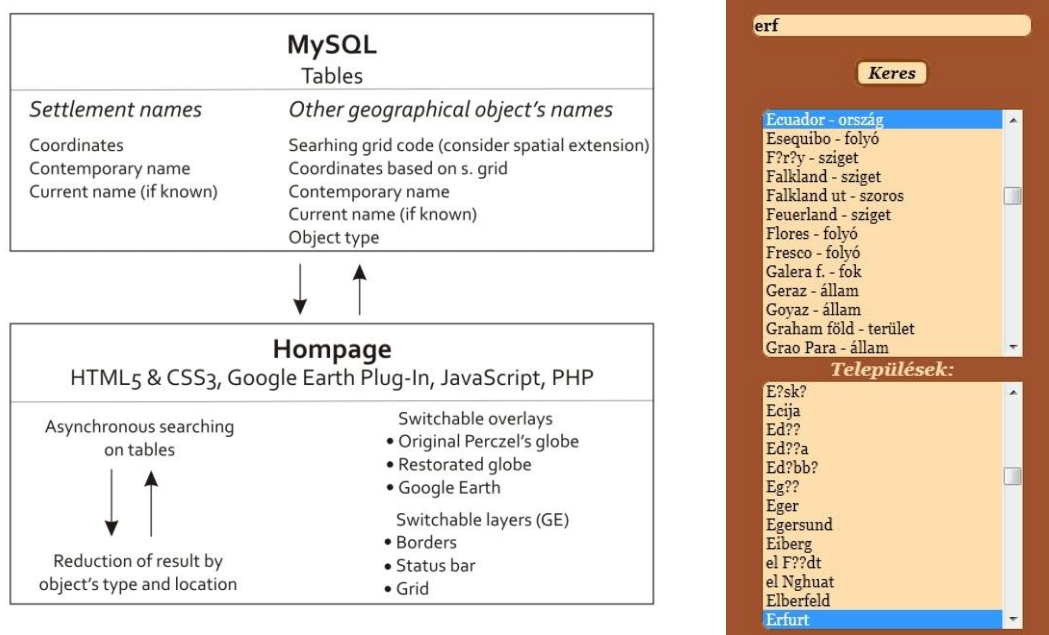 MySQL
Tables
Settlement names
Coordinates
Contemporary name
Current name (if known)
Other geographical object's names
Searhing grid code (consider spatial extension)
Coordinates based on s. grid
Contemporary name
Current name (if known)
Object type
Hompage
HTML5 & CSS3, Google Earth Plug-In, JavaScript, PHP
Asynchronous searching
on tables
Reduction of result by
object's type and location
Switchable overlays
• Original Perczel's globe
• Restorated globe
• Google Earth
Switchable layers (GE)
• Borders
• Status bar
• Grid
erf
Keres
Ecuador - ország
Esequibo - folyó
F?r?y - sziget
Falkland - sziget
Falkland ut - szoros
Feuerland - sziget
Flores - folyó
Fresco - folyó
Galera f. - fok
Geraz - állam
Goyaz - állam
Graham föld - terület
Grao Para - állam
Települések:
E?sk?
Ecija
Ed??
Ed??a
Ed?bb?
Eg??
Eger
Egersund
Eiberg
el F??dt
el Nghuat
Elberfeld
Erfurt